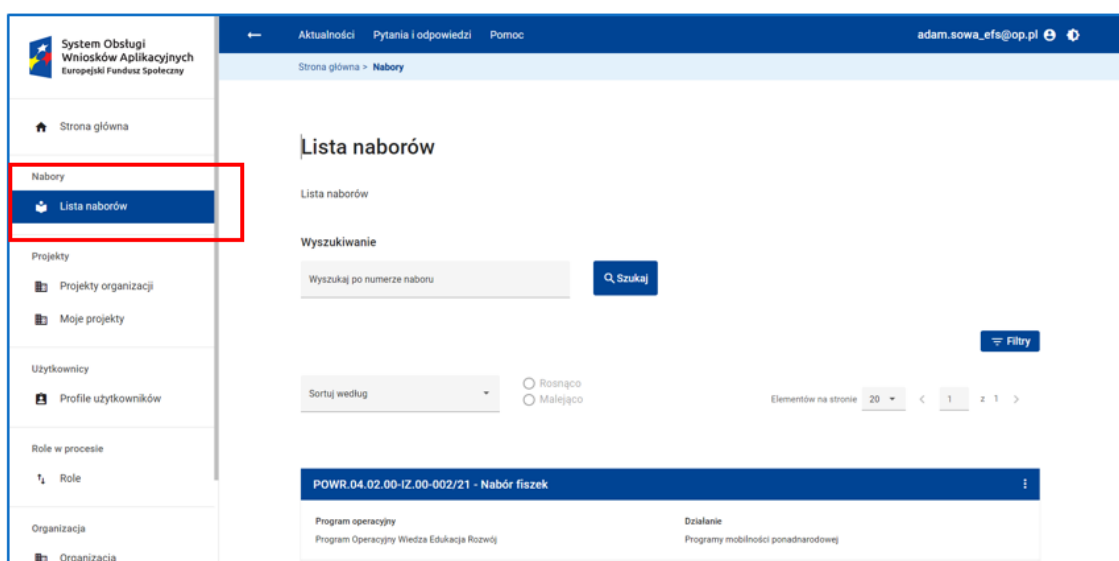 System Obsługi
Wniosków Aplikacyjnych
Europejski Fundusz Społeczny
Aktualności Pytania i odpowiedzi Pomoc
adam.sowa_efs@op.pl
Strona główna > Nabory
Strona główna
Nabory
Lista naborów
Projekty
Projekty organizacji
Moje projekty
Użytkownicy
Profile użytkowników
Role w procesie
Role
Organizacja
Organizacja
Lista naborów
Lista naborów
Wyszukiwanie
Wyszukaj po numerze naboru
Szukaj
Filtry
Sortuj według
Rosnąco
Malejąco
Elementów na stronie 20 < 1 z 1 >
POWR.04.02.00-IZ.00-002/21 - Nabór fiszek
Program operacyjny
Program Operacyjny Wiedza Edukacja Rozwój
Działanie
Programy mobilności ponadnarodowej